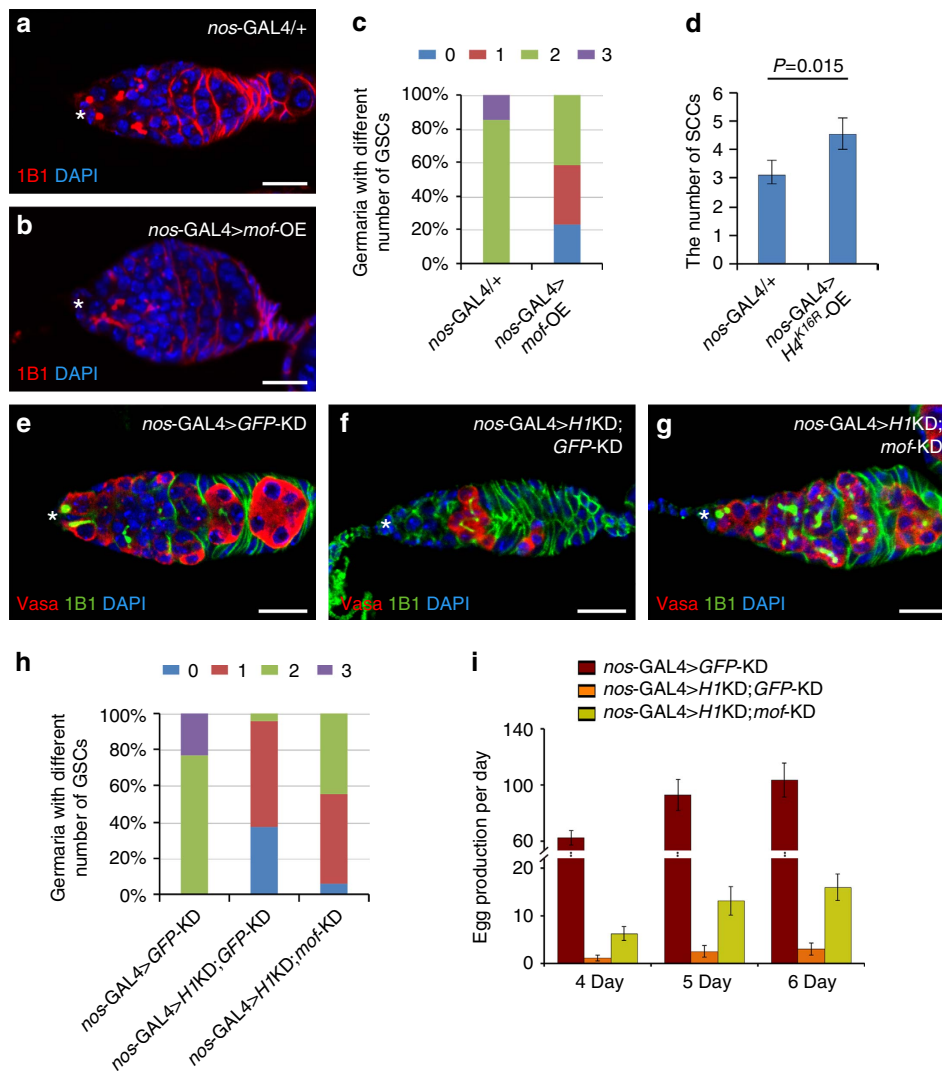 a
nos-GAL4/+
*
1B1 DAPI
b
nos-GAL4>mof-OE
*
1B1 DAPI
c
0 1 2 3
Germaria with different
number of GSCs
100%
80%
60%
40%
20%
0%
nos-GAL4/+
nos-GAL4>
mof-OE
d
P=0.015
The number of SCCs
6
5
4
3
2
1
0
nos-GAL4/+
nos-GAL4>
H4^K16R-OE
e
nos-GAL4>GFP-KD
*
Vasa 1B1 DAPI
f
nos-GAL4>H1KD;
GFP-KD
*
Vasa 1B1 DAPI
g
nos-GAL4>H1KD;
mof-KD
*
Vasa 1B1 DAPI
h
0 1 2 3
Germaria with different
number of GSCs
100%
80%
60%
40%
20%
0%
nos-GAL4>GFP-KD
nos-GAL4>H1KD;GFP-KD
nos-GAL4>H1KD;mof-KD
i
nos-GAL4>GFP-KD
nos-GAL4>H1KD;GFP-KD
nos-GAL4>H1KD;mof-KD
Egg production per day
140
100
60
20
10
0
4 Day 5 Day 6 Day